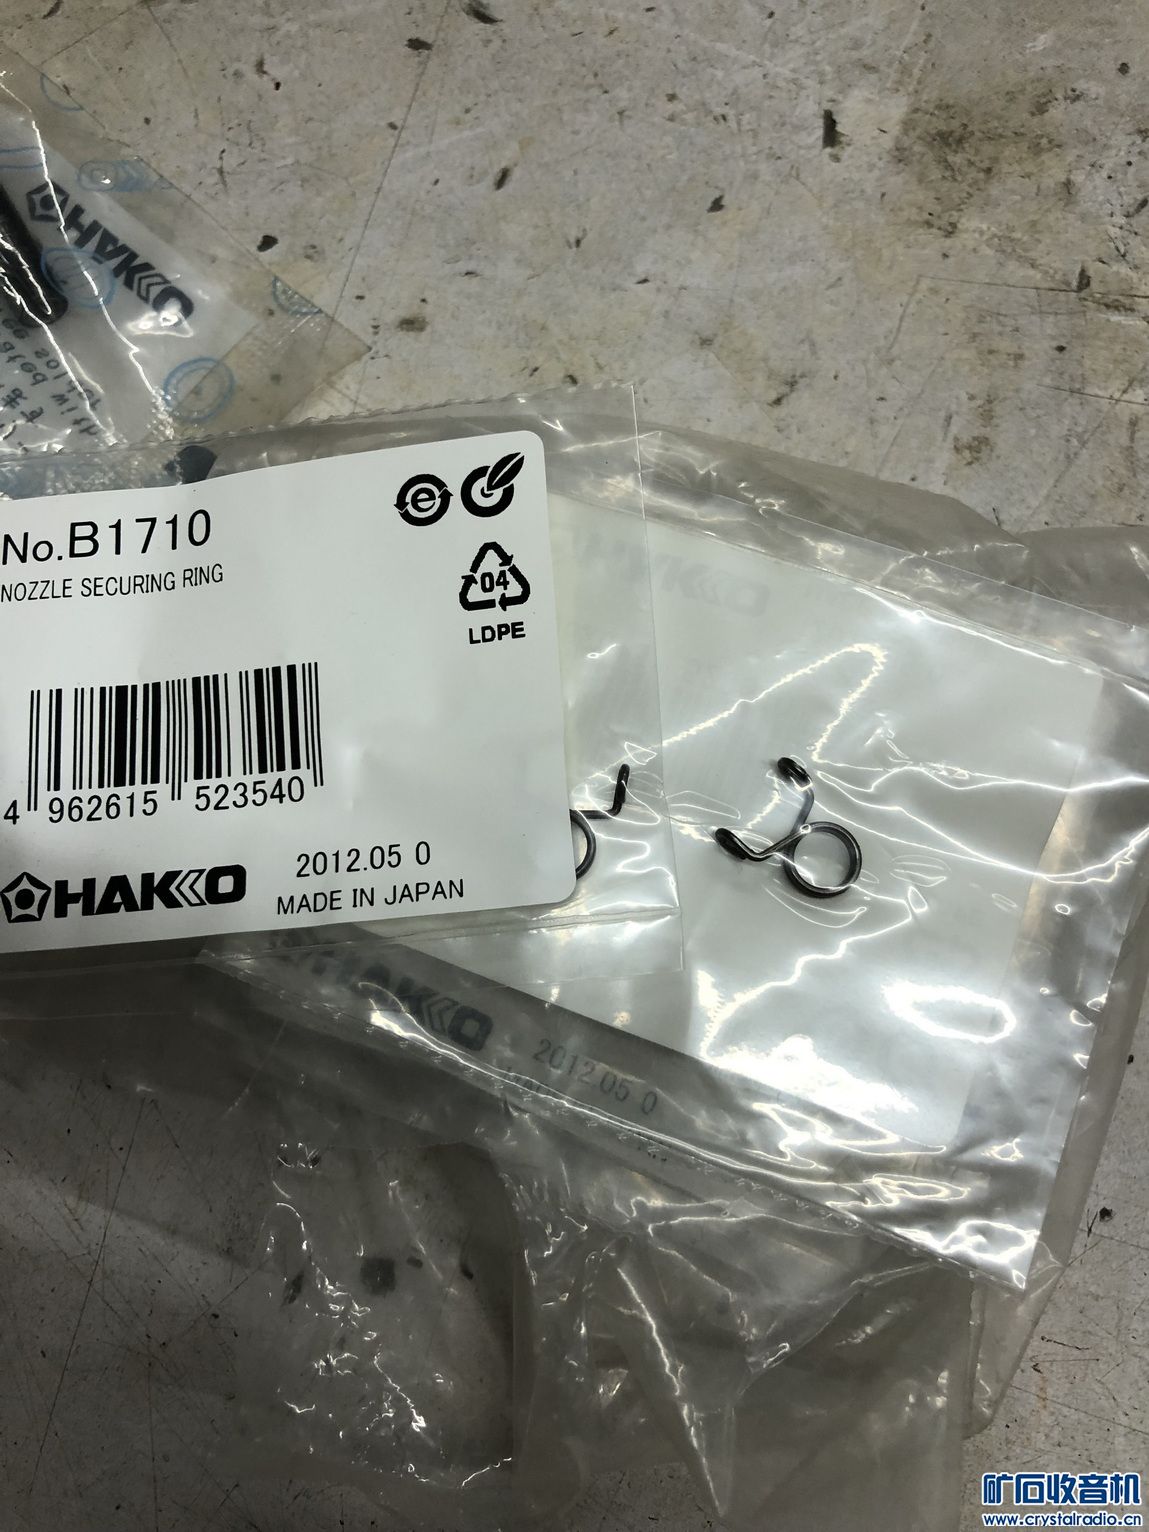 HAKKO
No.B1710
NOZZLE SECURING RING
e
04
LDPE
4 962615 523540
HAKKO
2012.05 0
MADE IN JAPAN
HAKKO
2012.05 0
矿石收音机
www.crystalradio.cn